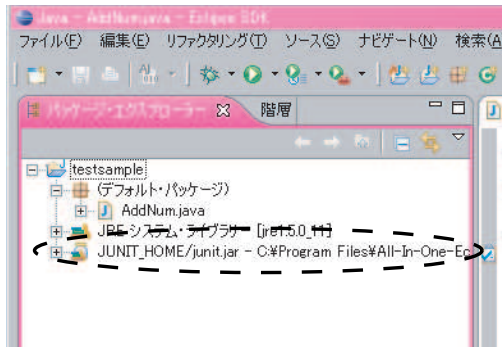 Java - AddNum.java - Eclipse SDK
ファイル(F) 編集(E) リファクタリング(T) ソース(S) ナビゲート(N) 検索(A
パッケージ・エクスプローラー 階層
testsample
(デフォルト・パッケージ)
AddNum.java
JRE システム・ライブラリー [jre1.5.0_11]
JUNIT_HOME/junit.jar - C:¥Program Files¥All-In-One-Ec